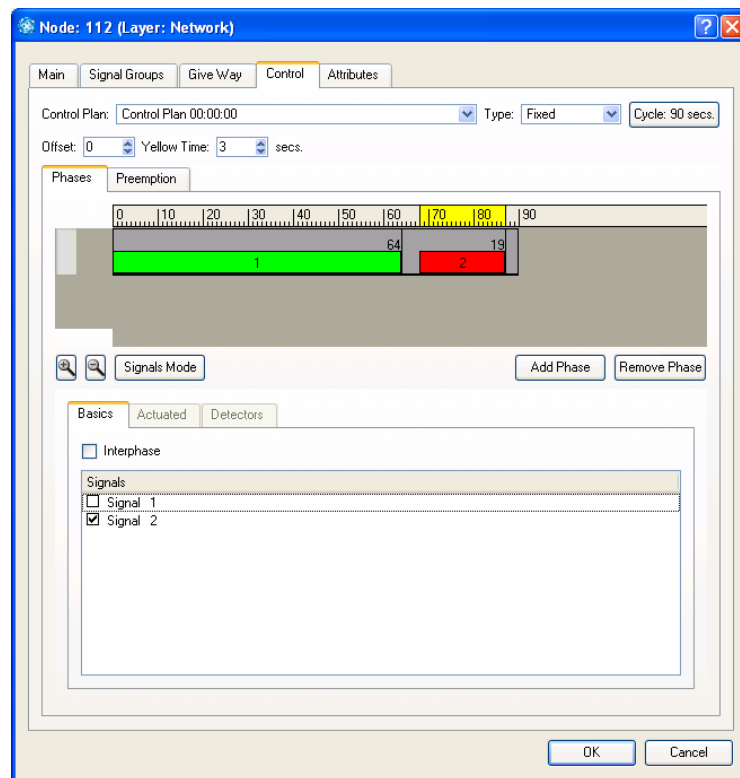 Node: 112 (Layer: Network)
Main Signal Groups Give Way Control Attributes
Control Plan: Control Plan 00:00:00 Type: Fixed Cycle: 90 secs.
Offset: 0 Yellow Time: 3 secs.
Phases Preemption
0 10 20 30 40 50 60 70 80 90
64 19
1 2
Signals Mode Add Phase Remove Phase
Basics Actuated Detectors
Interphase
Signals
Signal 1
Signal 2
OK Cancel